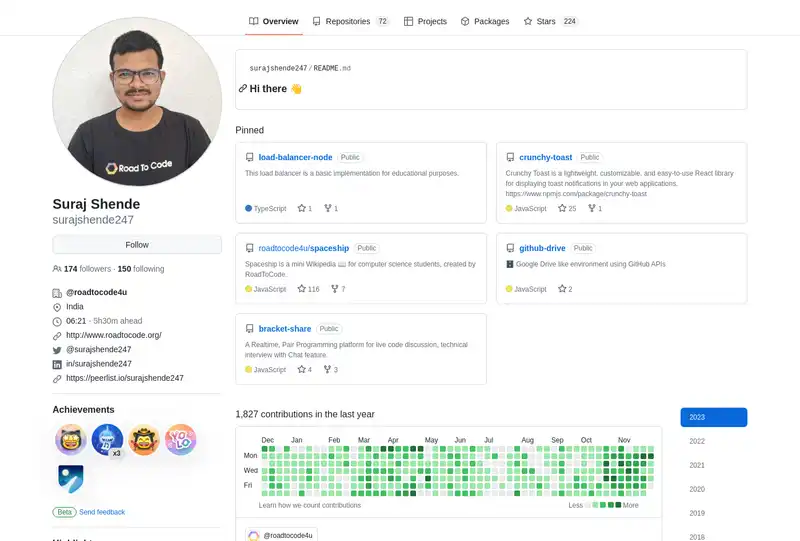 Overview
Repositories 72
Projects
Packages
Stars 224
Road To Code
Suraj Shende
surajshende247
Follow
174 followers · 150 following
@roadtocode4u
India
06:21 - 5h30m ahead
http://www.roadtocode.org/
@surajshende247
in/surajshende247
https://peerlist.io/surajshende247
Achievements
YOLO
x3
Beta Send feedback
surajshende247/README.md
Hi there 👋
Pinned
load-balancer-node Public
This load balancer is a basic implementation for educational purposes.
TypeScript 1 1
crunchy-toast Public
Crunchy Toast is a lightweight, customizable, and easy-to-use React library
for displaying toast notifications in your web applications.
https://www.npmjs.com/package/crunchy-toast
JavaScript 25 1
roadtocode4u/spaceship Public
Spaceship is a mini Wikipedia 📖 for computer science students, created by
RoadToCode.
JavaScript 116 7
github-drive Public
🗄️ Google Drive like environment using GitHub APIs
JavaScript 2
bracket-share Public
A Realtime, Pair Programming platform for live code discussion, technical
interview with Chat feature.
JavaScript 4 3
1,827 contributions in the last year
Dec Jan Feb Mar Apr May Jun Jul Aug Sep Oct Nov
Mon
Wed
Fri
Learn how we count contributions
Less More
@roadtocode4u
2023
2022
2021
2020
2019
2018